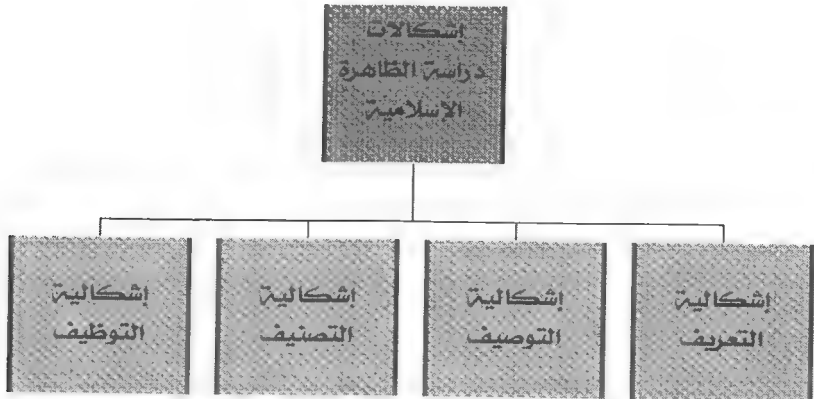 إشكالات
دراسة الظاهرة
الإسلامية
إشكالية
التعريف
إشكالية
التوصيف
إشكالية
التصنيف
إشكالية
التوظيف